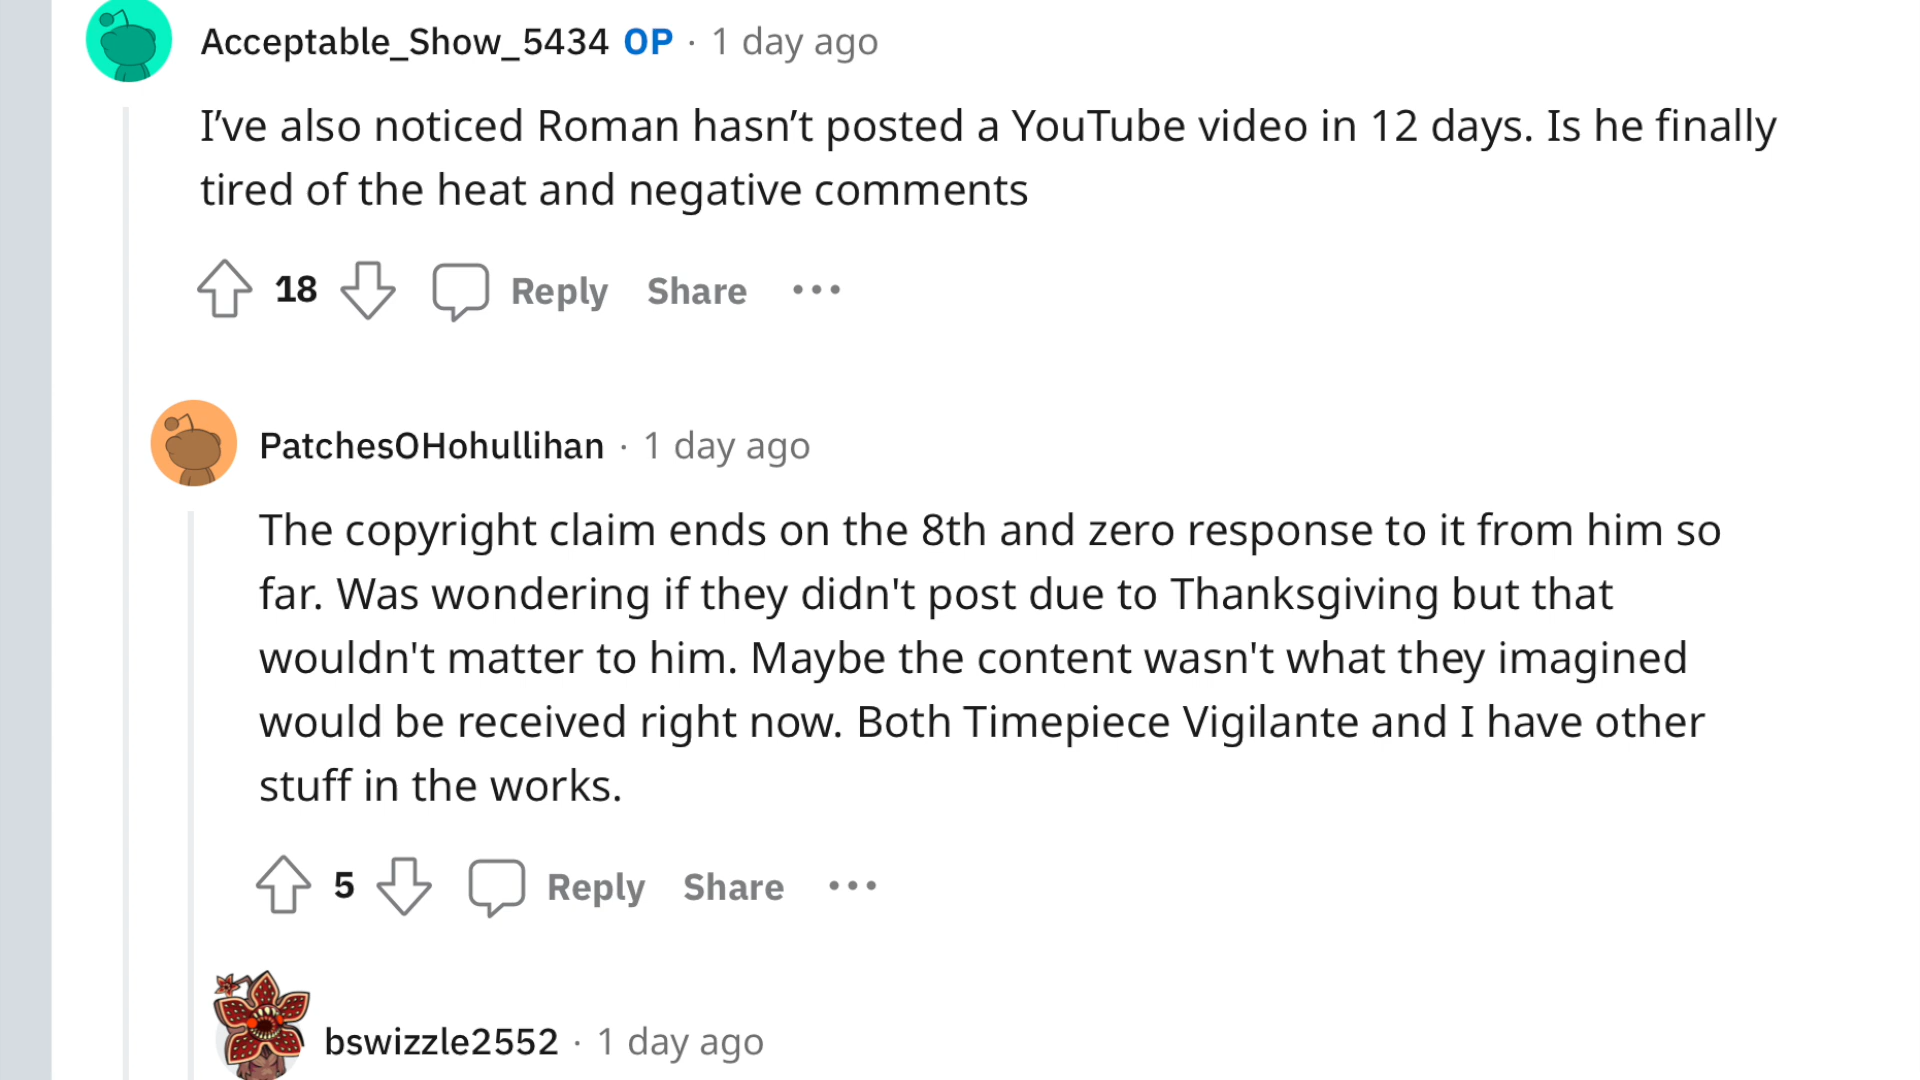 Acceptable_Show_5434 OP · 1 day ago
I’ve also noticed Roman hasn’t posted a YouTube video in 12 days. Is he finally
tired of the heat and negative comments
18 Reply Share •••
PatchesOHohullihan · 1 day ago
The copyright claim ends on the 8th and zero response to it from him so
far. Was wondering if they didn't post due to Thanksgiving but that
wouldn't matter to him. Maybe the content wasn't what they imagined
would be received right now. Both Timepiece Vigilante and I have other
stuff in the works.
5 Reply Share •••
bswizzle2552 · 1 day ago